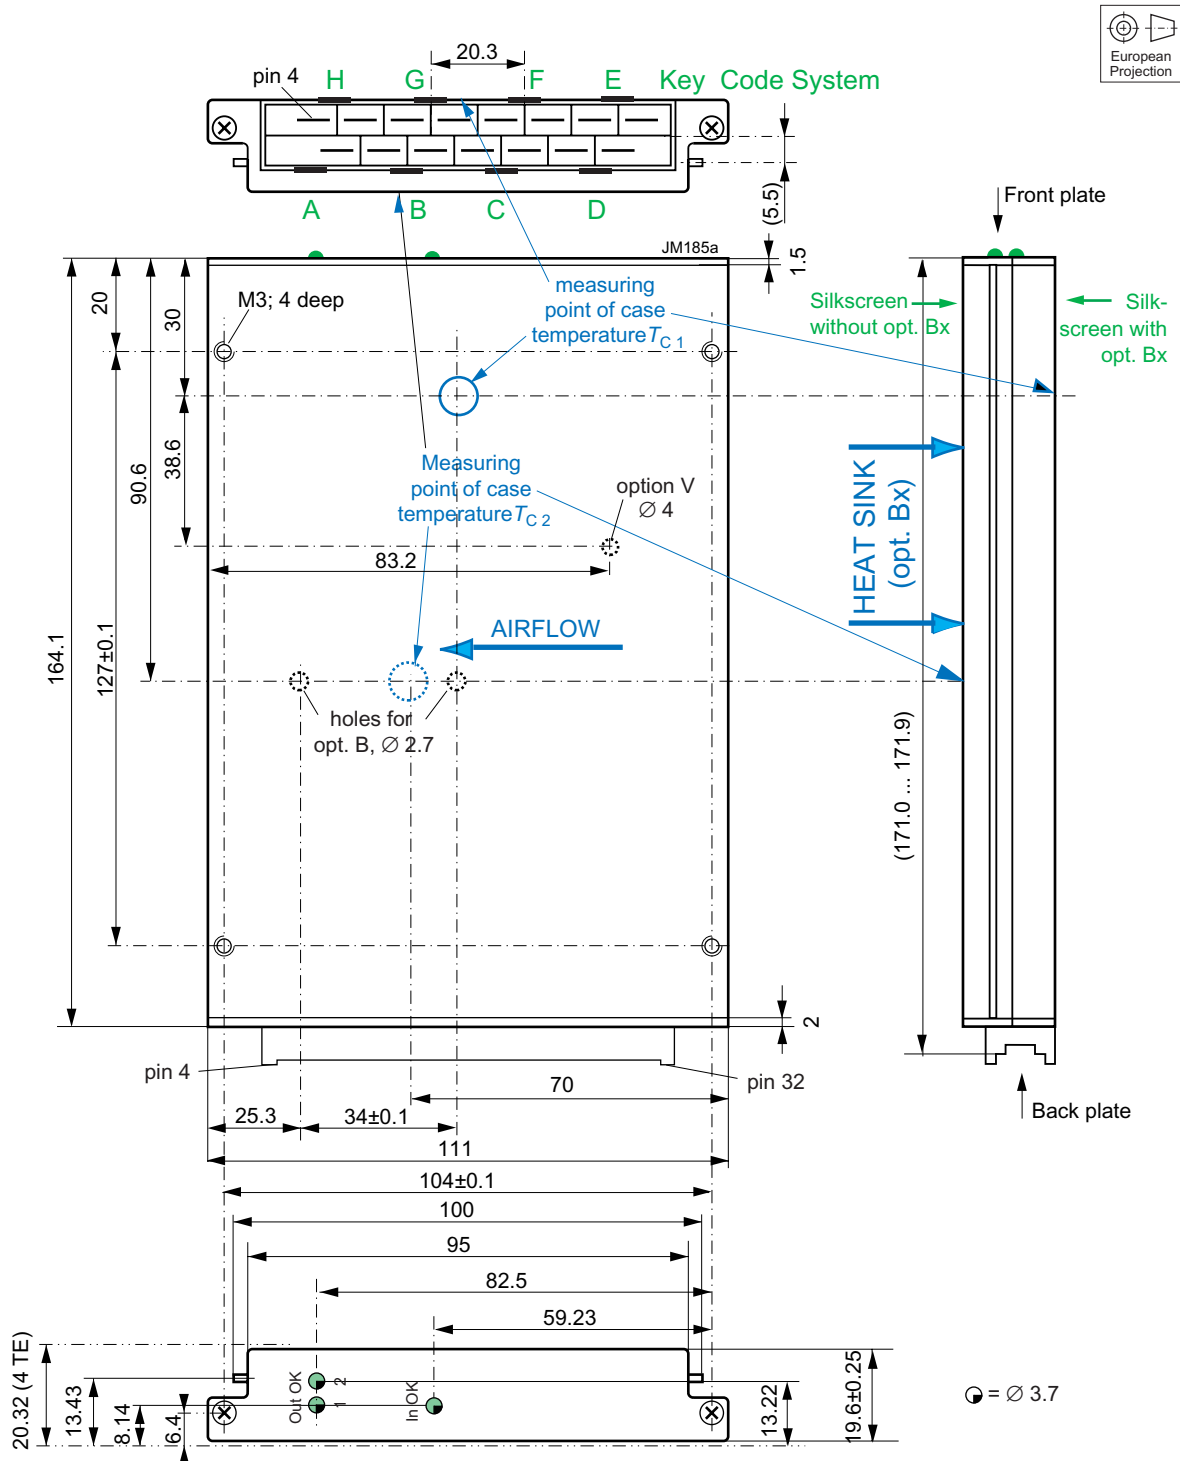 European
Projection
20.3
pin 4
H
G
F
E
Key Code System
A
B
C
D
(5.5)
1.5
JM185a
Front plate
Silkscreen
without opt. Bx
Silk-
screen with
opt. Bx
20
30
M3; 4 deep
measuring
point of case
temperature TC 1
38.6
90.6
Measuring
point of case
temperature TC 2
option V
∅ 4
83.2
HEAT SINK
(opt. Bx)
AIRFLOW
164.1
127±0.1
holes for
opt. B, ∅ 2.7
(171.0 ... 171.9)
2
pin 4
pin 32
70
25.3
34±0.1
Back plate
111
104±0.1
100
95
82.5
59.23
20.32 (4 TE)
13.43
8.14
6.4
Out OK
2
1
In OK
13.22
19.6±0.25
= ∅ 3.7